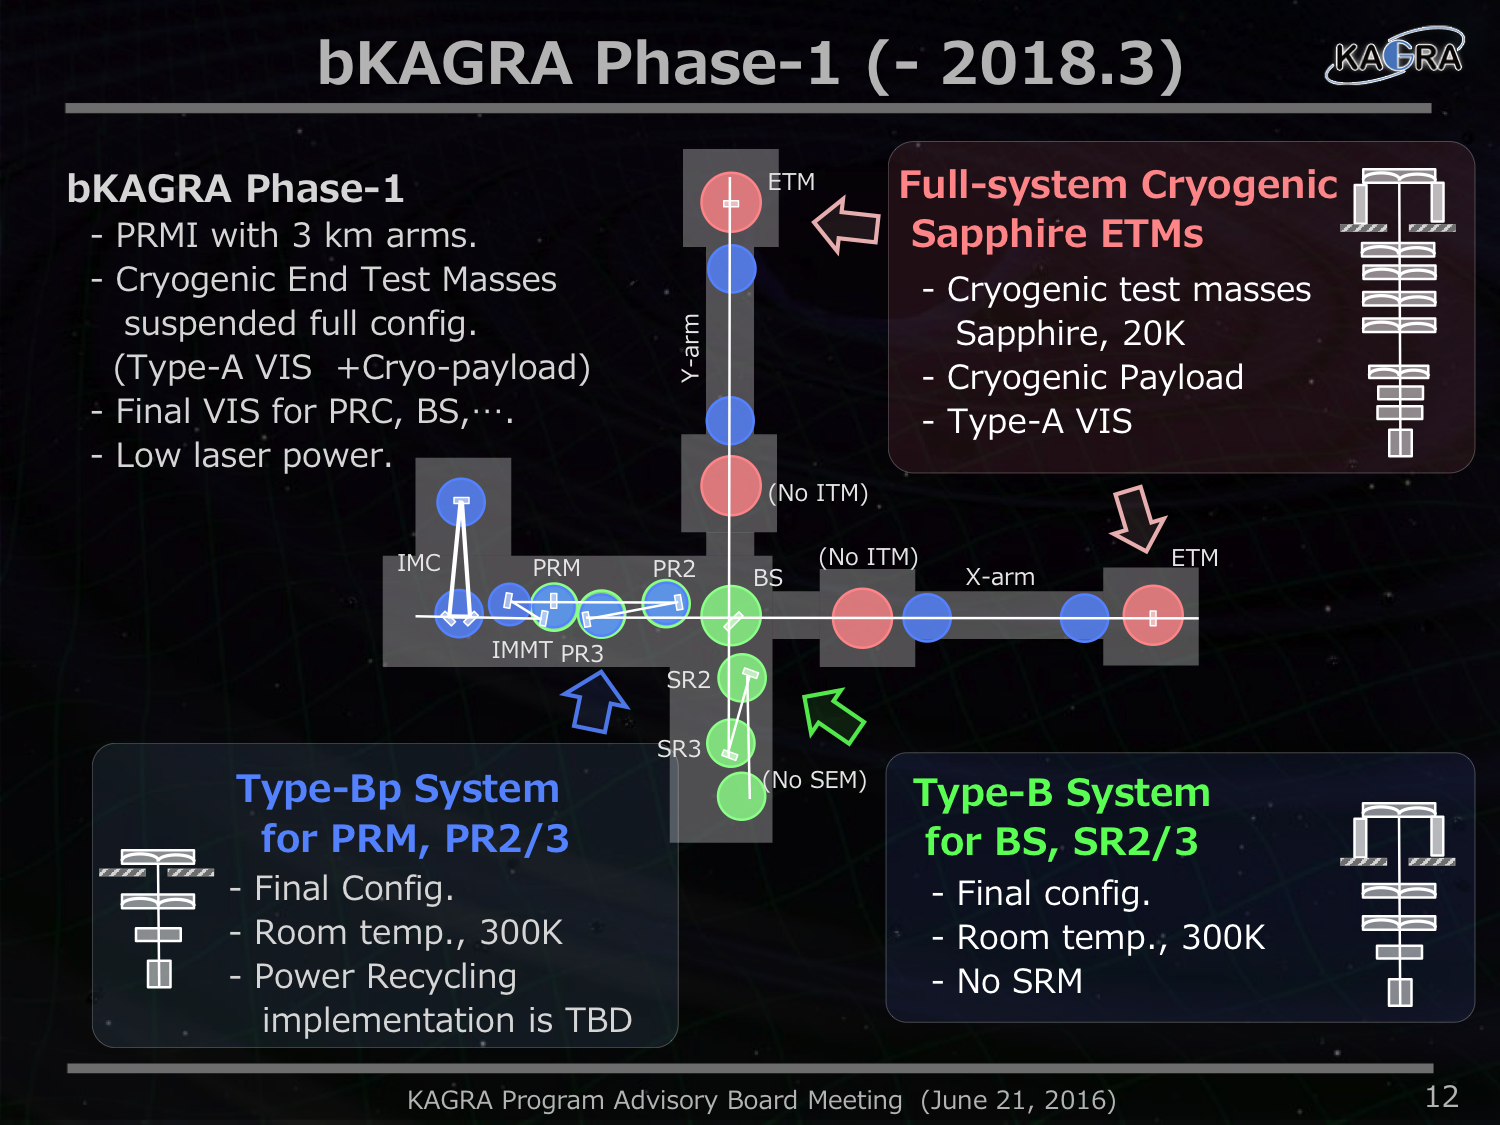 bKAGRA Phase-1 (- 2018.3)
KAGRA
bKAGRA Phase-1
- PRMI with 3 km arms.
- Cryogenic End Test Masses
suspended full config.
(Type-A VIS +Cryo-payload)
- Final VIS for PRC, BS,….
- Low laser power.
ETM
Y-arm
(No ITM)
(No ITM)
X-arm
ETM
IMC
PRM
PR2
BS
IMMT
PR3
SR2
SR3
(No SEM)
Full-system Cryogenic
Sapphire ETMs
- Cryogenic test masses
Sapphire, 20K
- Cryogenic Payload
- Type-A VIS
Type-Bp System
for PRM, PR2/3
- Final Config.
- Room temp., 300K
- Power Recycling
implementation is TBD
Type-B System
for BS, SR2/3
- Final config.
- Room temp., 300K
- No SRM
KAGRA Program Advisory Board Meeting (June 21, 2016)
12